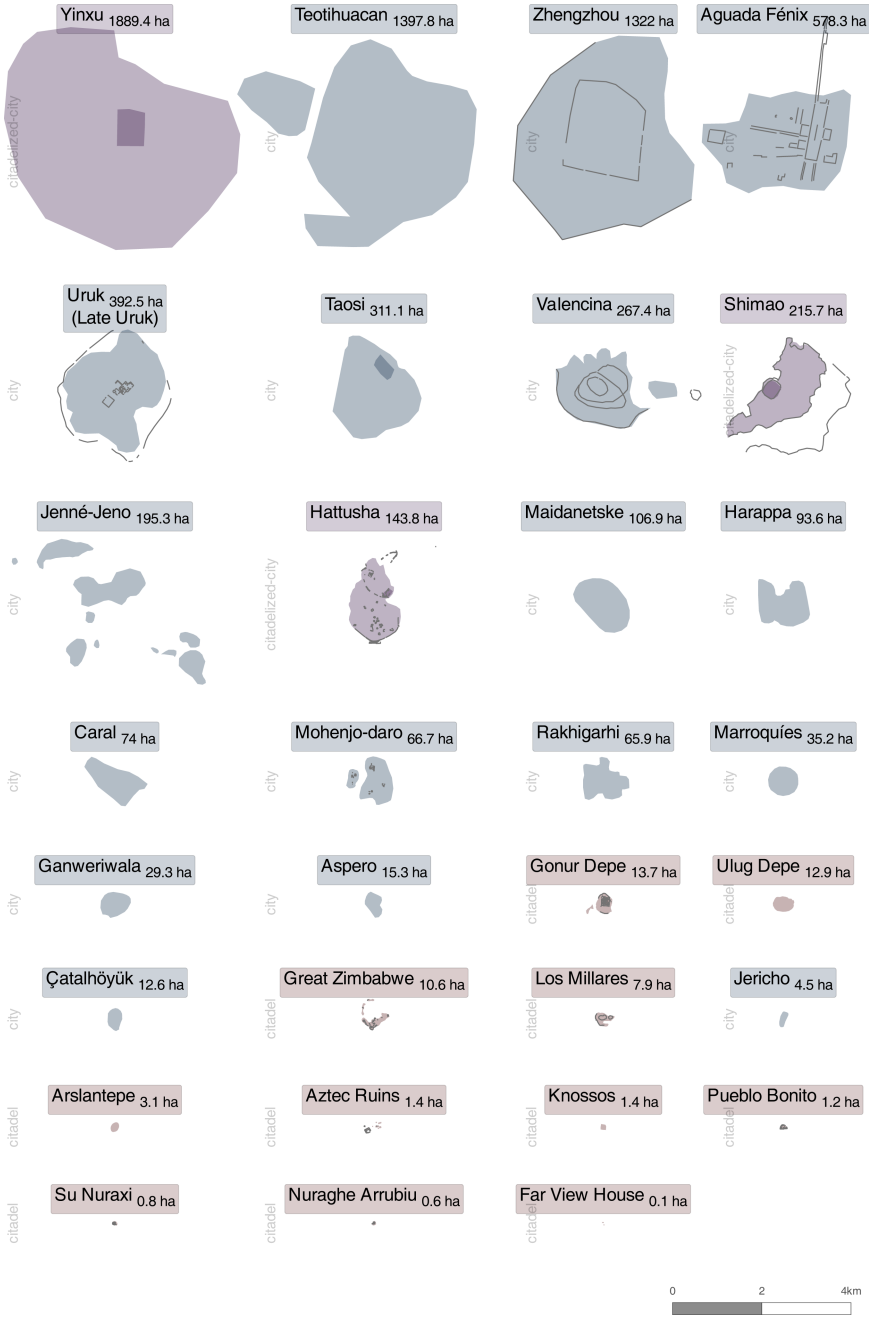 Yinxu 1889.4 ha
Teotihuacan 1397.8 ha
Zhengzhou 1322 ha
Aguada Fénix 578.3 ha
citadelized-city
city
city
city
Uruk 392.5 ha
(Late Uruk)
Taosi 311.1 ha
Valencina 267.4 ha
Shimao 215.7 ha
city
city
city
citadelized-city
Jenné-Jeno 195.3 ha
Hattusha 143.8 ha
Maidanetske 106.9 ha
Harappa 93.6 ha
city
citadelized-city
city
city
Caral 74 ha
Mohenjo-daro 66.7 ha
Rakhigarhi 65.9 ha
Marroquíes 35.2 ha
city
city
city
city
Ganweriwala 29.3 ha
Aspero 15.3 ha
Gonur Depe 13.7 ha
Ulug Depe 12.9 ha
city
city
citadel
citadel
Çatalhöyük 12.6 ha
Great Zimbabwe 10.6 ha
Los Millares 7.9 ha
Jericho 4.5 ha
city
citadel
citadel
city
Arslantepe 3.1 ha
Aztec Ruins 1.4 ha
Knossos 1.4 ha
Pueblo Bonito 1.2 ha
citadel
citadel
citadel
citadel
Su Nuraxi 0.8 ha
Nuraghe Arrubiu 0.6 ha
Far View House 0.1 ha
citadel
citadel
citadel
0 2 4km